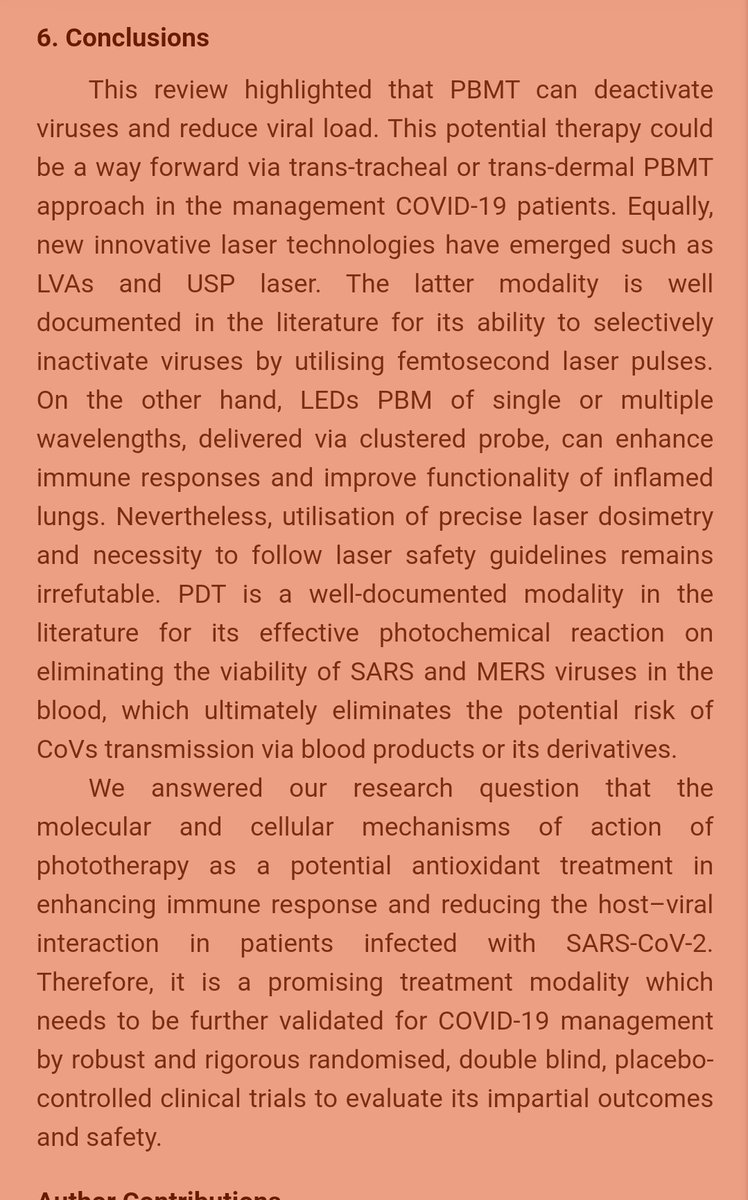 6. Conclusions
This review highlighted that PBMT can deactivate
viruses and reduce viral load. This potential therapy could
be a way forward via trans-tracheal or trans-dermal PBMT
approach in the management COVID-19 patients. Equally,
new innovative laser technologies have emerged such as
LVAs and USP laser. The latter modality is well
documented in the literature for its ability to selectively
inactivate viruses by utilising femtosecond laser pulses.
On the other hand, LEDs PBM of single or multiple
wavelengths, delivered via clustered probe, can enhance
immune responses and improve functionality of inflamed
lungs. Nevertheless, utilisation of precise laser dosimetry
and necessity to follow laser safety guidelines remains
irrefutable. PDT is a well-documented modality in the
literature for its effective photochemical reaction on
eliminating the viability of SARS and MERS viruses in the
blood, which ultimately eliminates the potential risk of
CoVs transmission via blood products or its derivatives.
We answered our research question that the
molecular and cellular mechanisms of action of
phototherapy as a potential antioxidant treatment in
enhancing immune response and reducing the host–viral
interaction in patients infected with SARS-CoV-2.
Therefore, it is a promising treatment modality which
needs to be further validated for COVID-19 management
by robust and rigorous randomised, double blind, placebo-
controlled clinical trials to evaluate its impartial outcomes
and safety.
Author Contributions